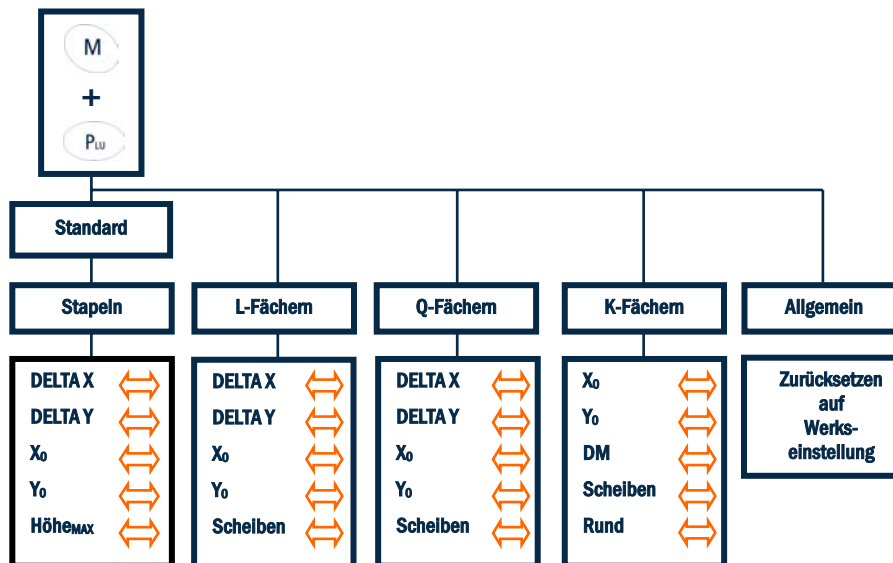 M
+
PLU
Standard
Stapeln
L-Fächern
Q-Fächern
K-Fächern
Allgemein
DELTA X
DELTA Y
X0
Y0
HöheMAX
DELTA X
DELTA Y
X0
Y0
Scheiben
DELTA X
DELTA Y
X0
Y0
Scheiben
X0
Y0
DM
Scheiben
Rund
Zurücksetzen
auf
Werks-
einstellung